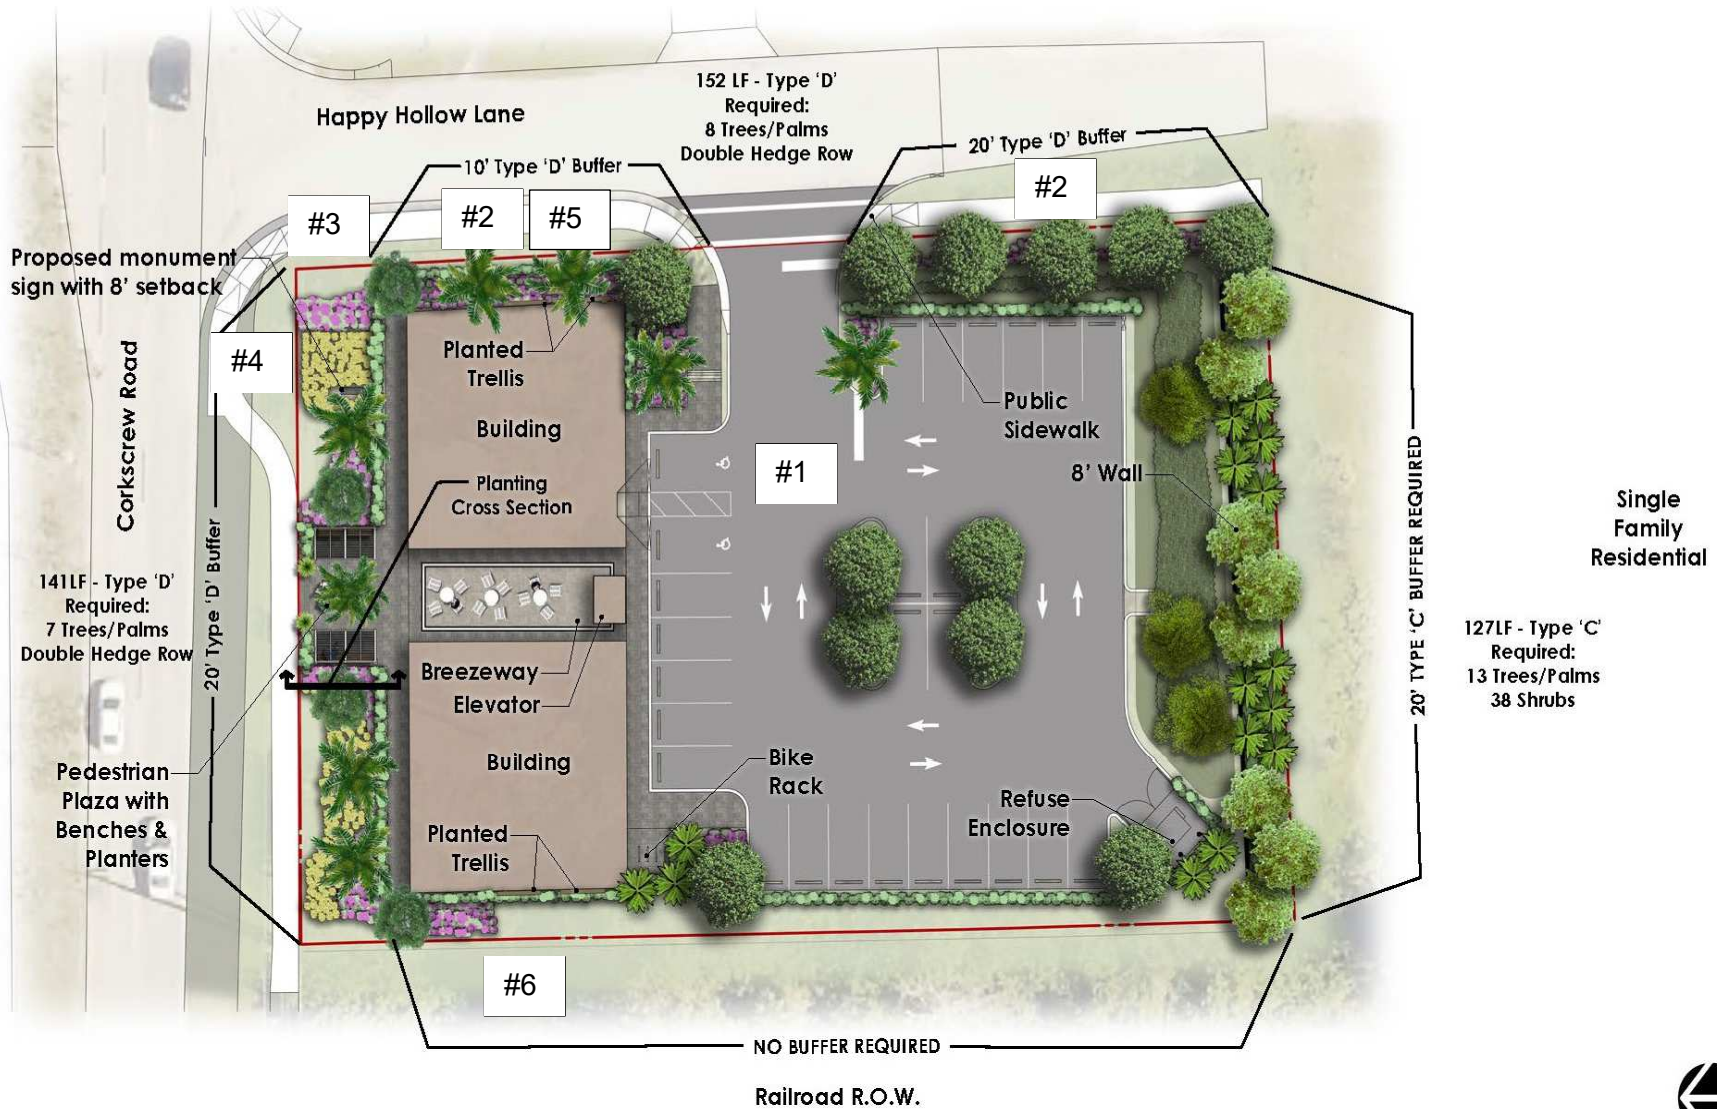 152 LF - Type 'D'
Required:
8 Trees/Palms
Double Hedge Row
Happy Hollow Lane
20' Type 'D' Buffer
10' Type 'D' Buffer
#2
#3
#2
#5
Proposed monument
sign with 8' setback
#4
Corkscrew Road
Planted
Trellis
Building
Public
Sidewalk
#1
8' Wall
Planting
Cross Section
20' TYPE 'C' BUFFER REQUIRED
Single
Family
Residential
141LF - Type 'D'
Required:
7 Trees/Palms
Double Hedge Row
20' Type 'D' Buffer
127LF - Type 'C'
Required:
13 Trees/Palms
38 Shrubs
Breezeway
Elevator
Building
Bike
Rack
Pedestrian
Plaza with
Benches &
Planters
Planted
Trellis
Refuse
Enclosure
#6
NO BUFFER REQUIRED
Railroad R.O.W.